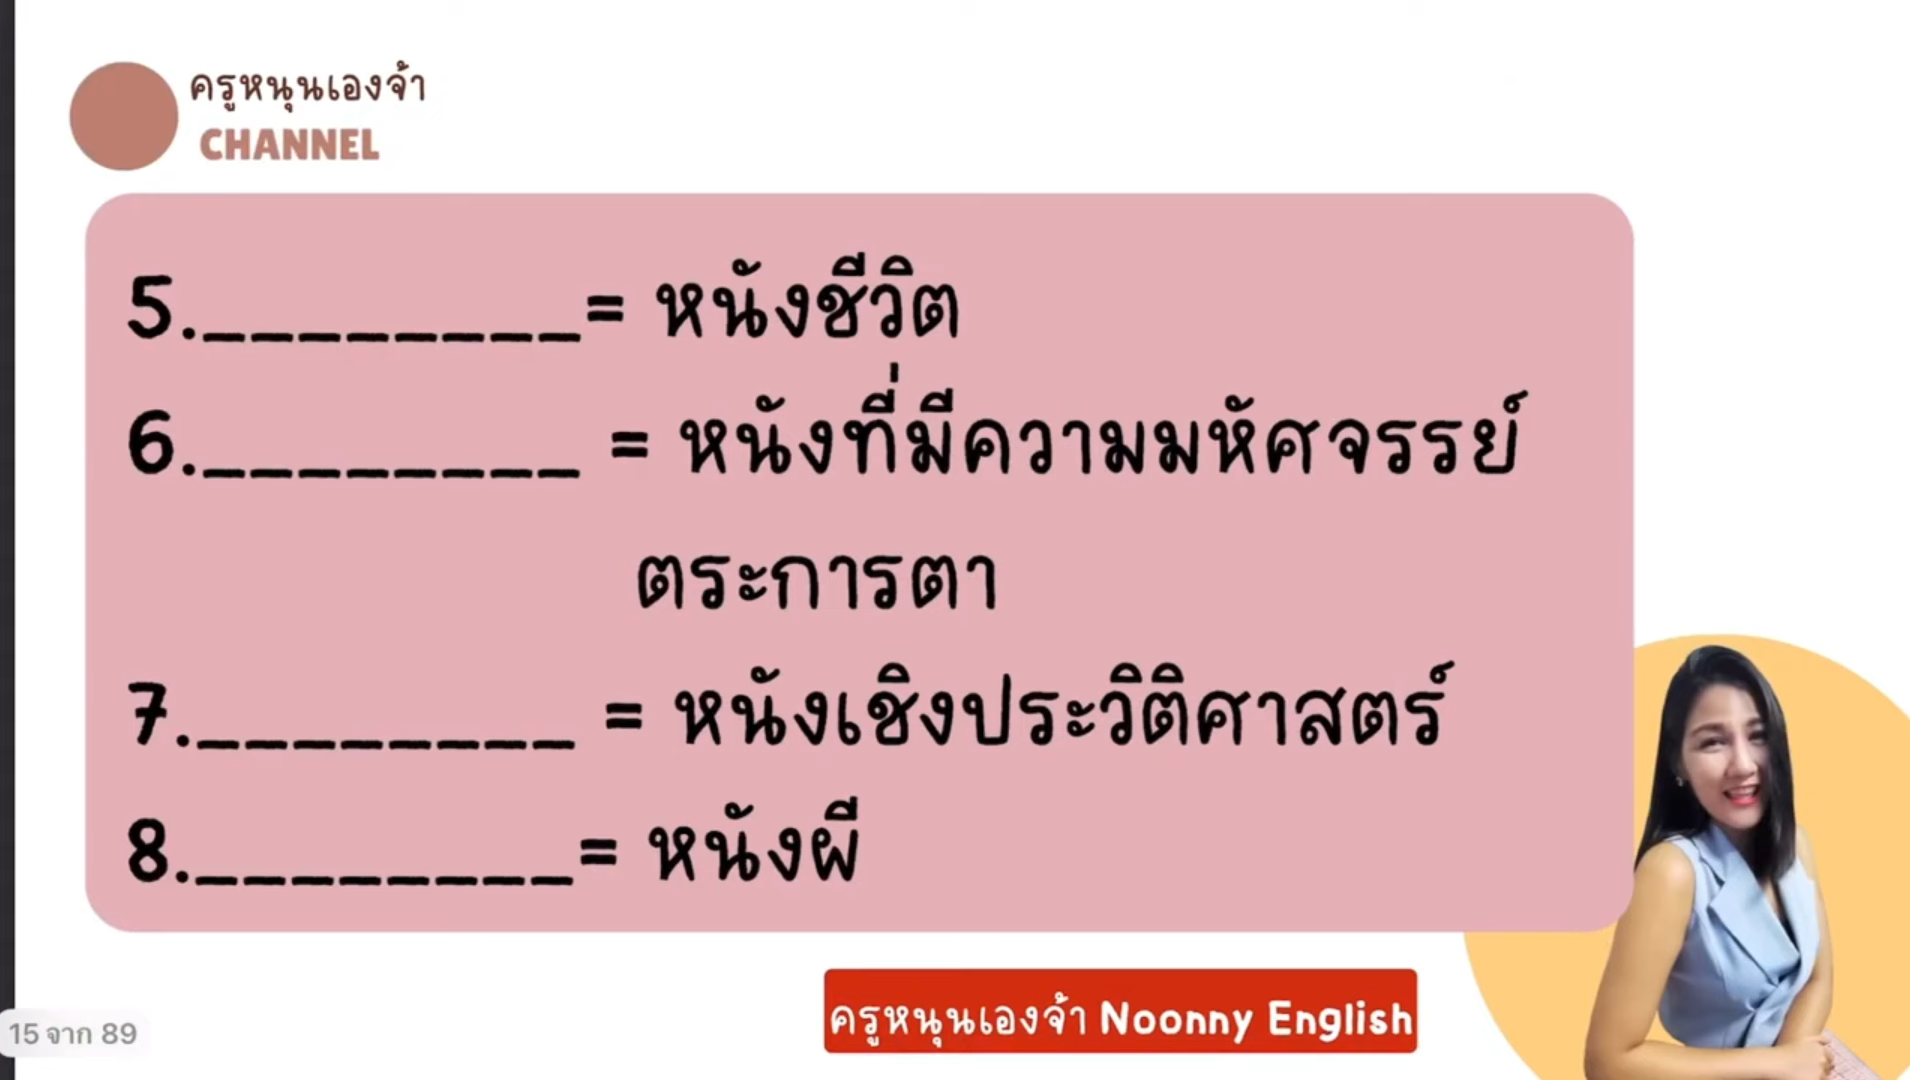 ครูหนุนเองจ้า
CHANNEL
5.________= หนังชีวิต
6.________ = หนังที่มีความมหัศจรรย์
ตระการตา
7.________ = หนังเชิงประวิติศาสตร์
8.________= หนังผี
ครูหนุนเองจ้า Noonny English
15 จาก 89